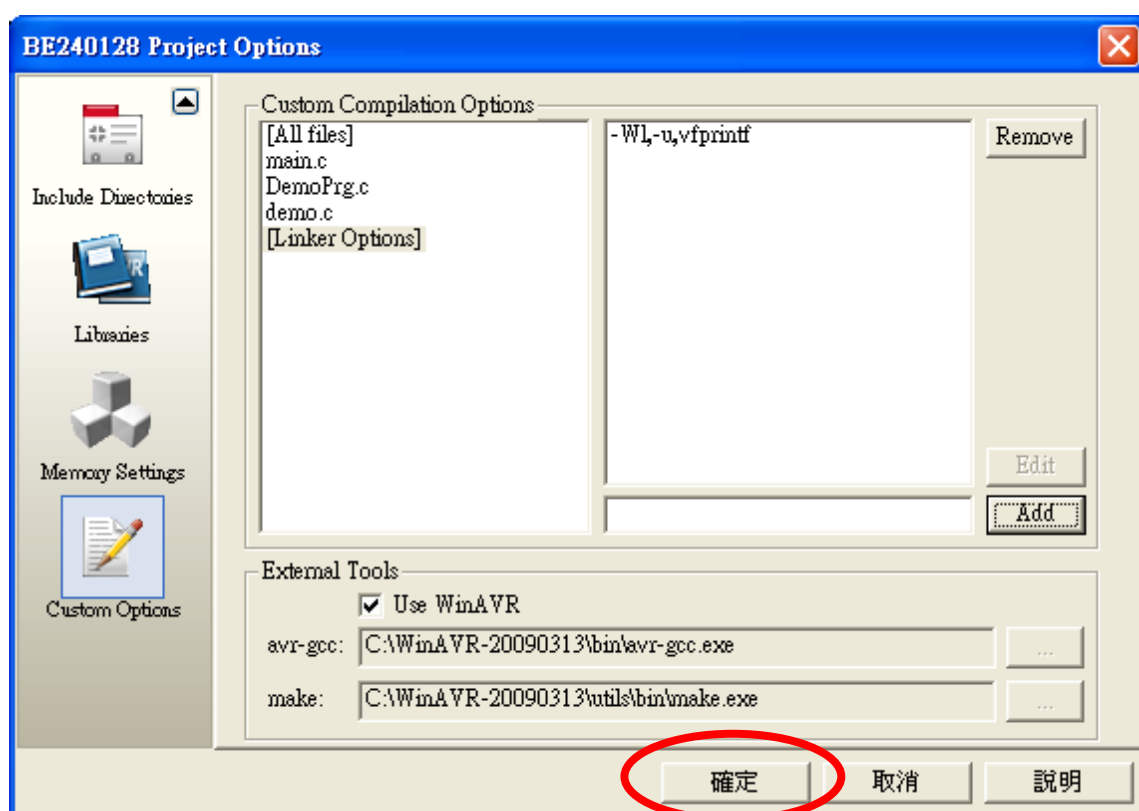 BE240128 Project Options
Include Directories
Libraries
Memory Settings
Custom Options
Custom Compilation Options
[All files]
main.c
DemoPrg.c
demo.c
[Linker Options]
-Wl,-u,vfprintf
Remove
Edit
Add
External Tools
Use WinAVR
avr-gcc: C:\WinAVR-20090313\bin\avr-gcc.exe ...
make: C:\WinAVR-20090313\utils\bin\make.exe ...
確定 取消 説明